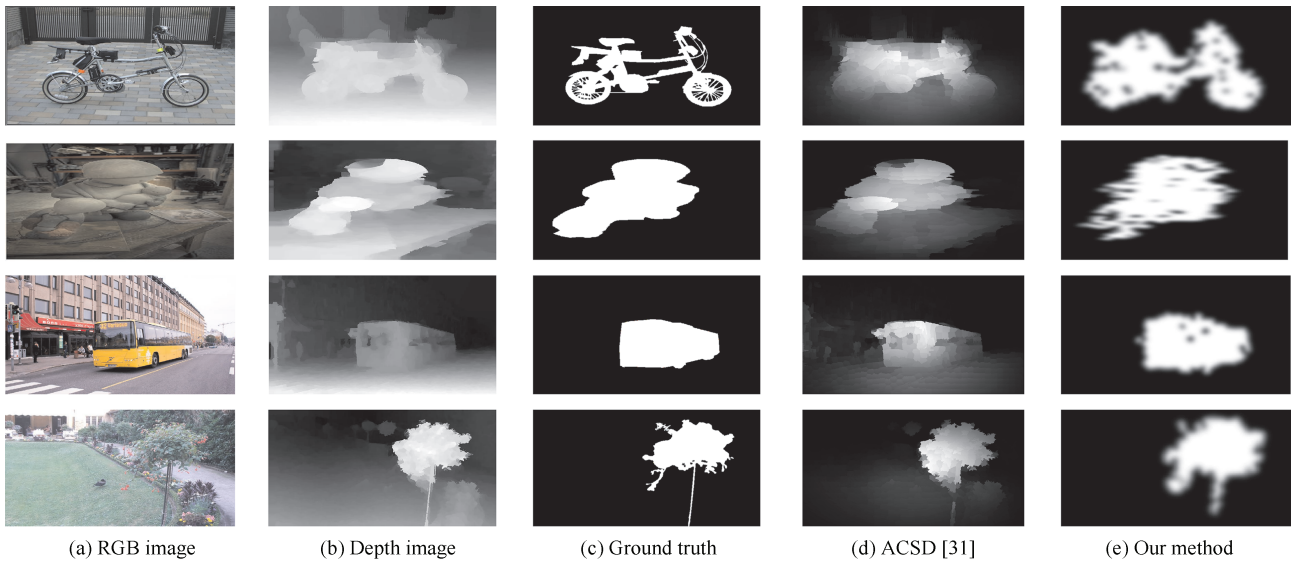 (a) RGB image
(b) Depth image
(c) Ground truth
(d) ACSD [31]
(e) Our method